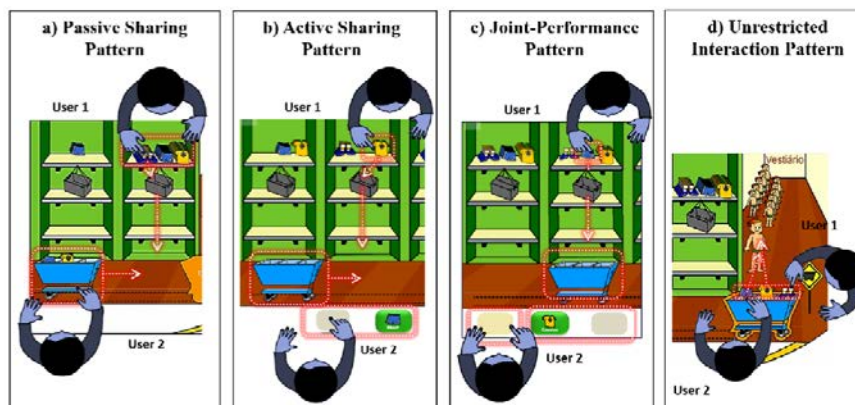 a) Passive Sharing
Pattern
User 1
User 2
b) Active Sharing
Pattern
User 1
User 2
c) Joint-Performance
Pattern
User 1
User 2
d) Unrestricted
Interaction Pattern
Vestiário
User 1
User 2